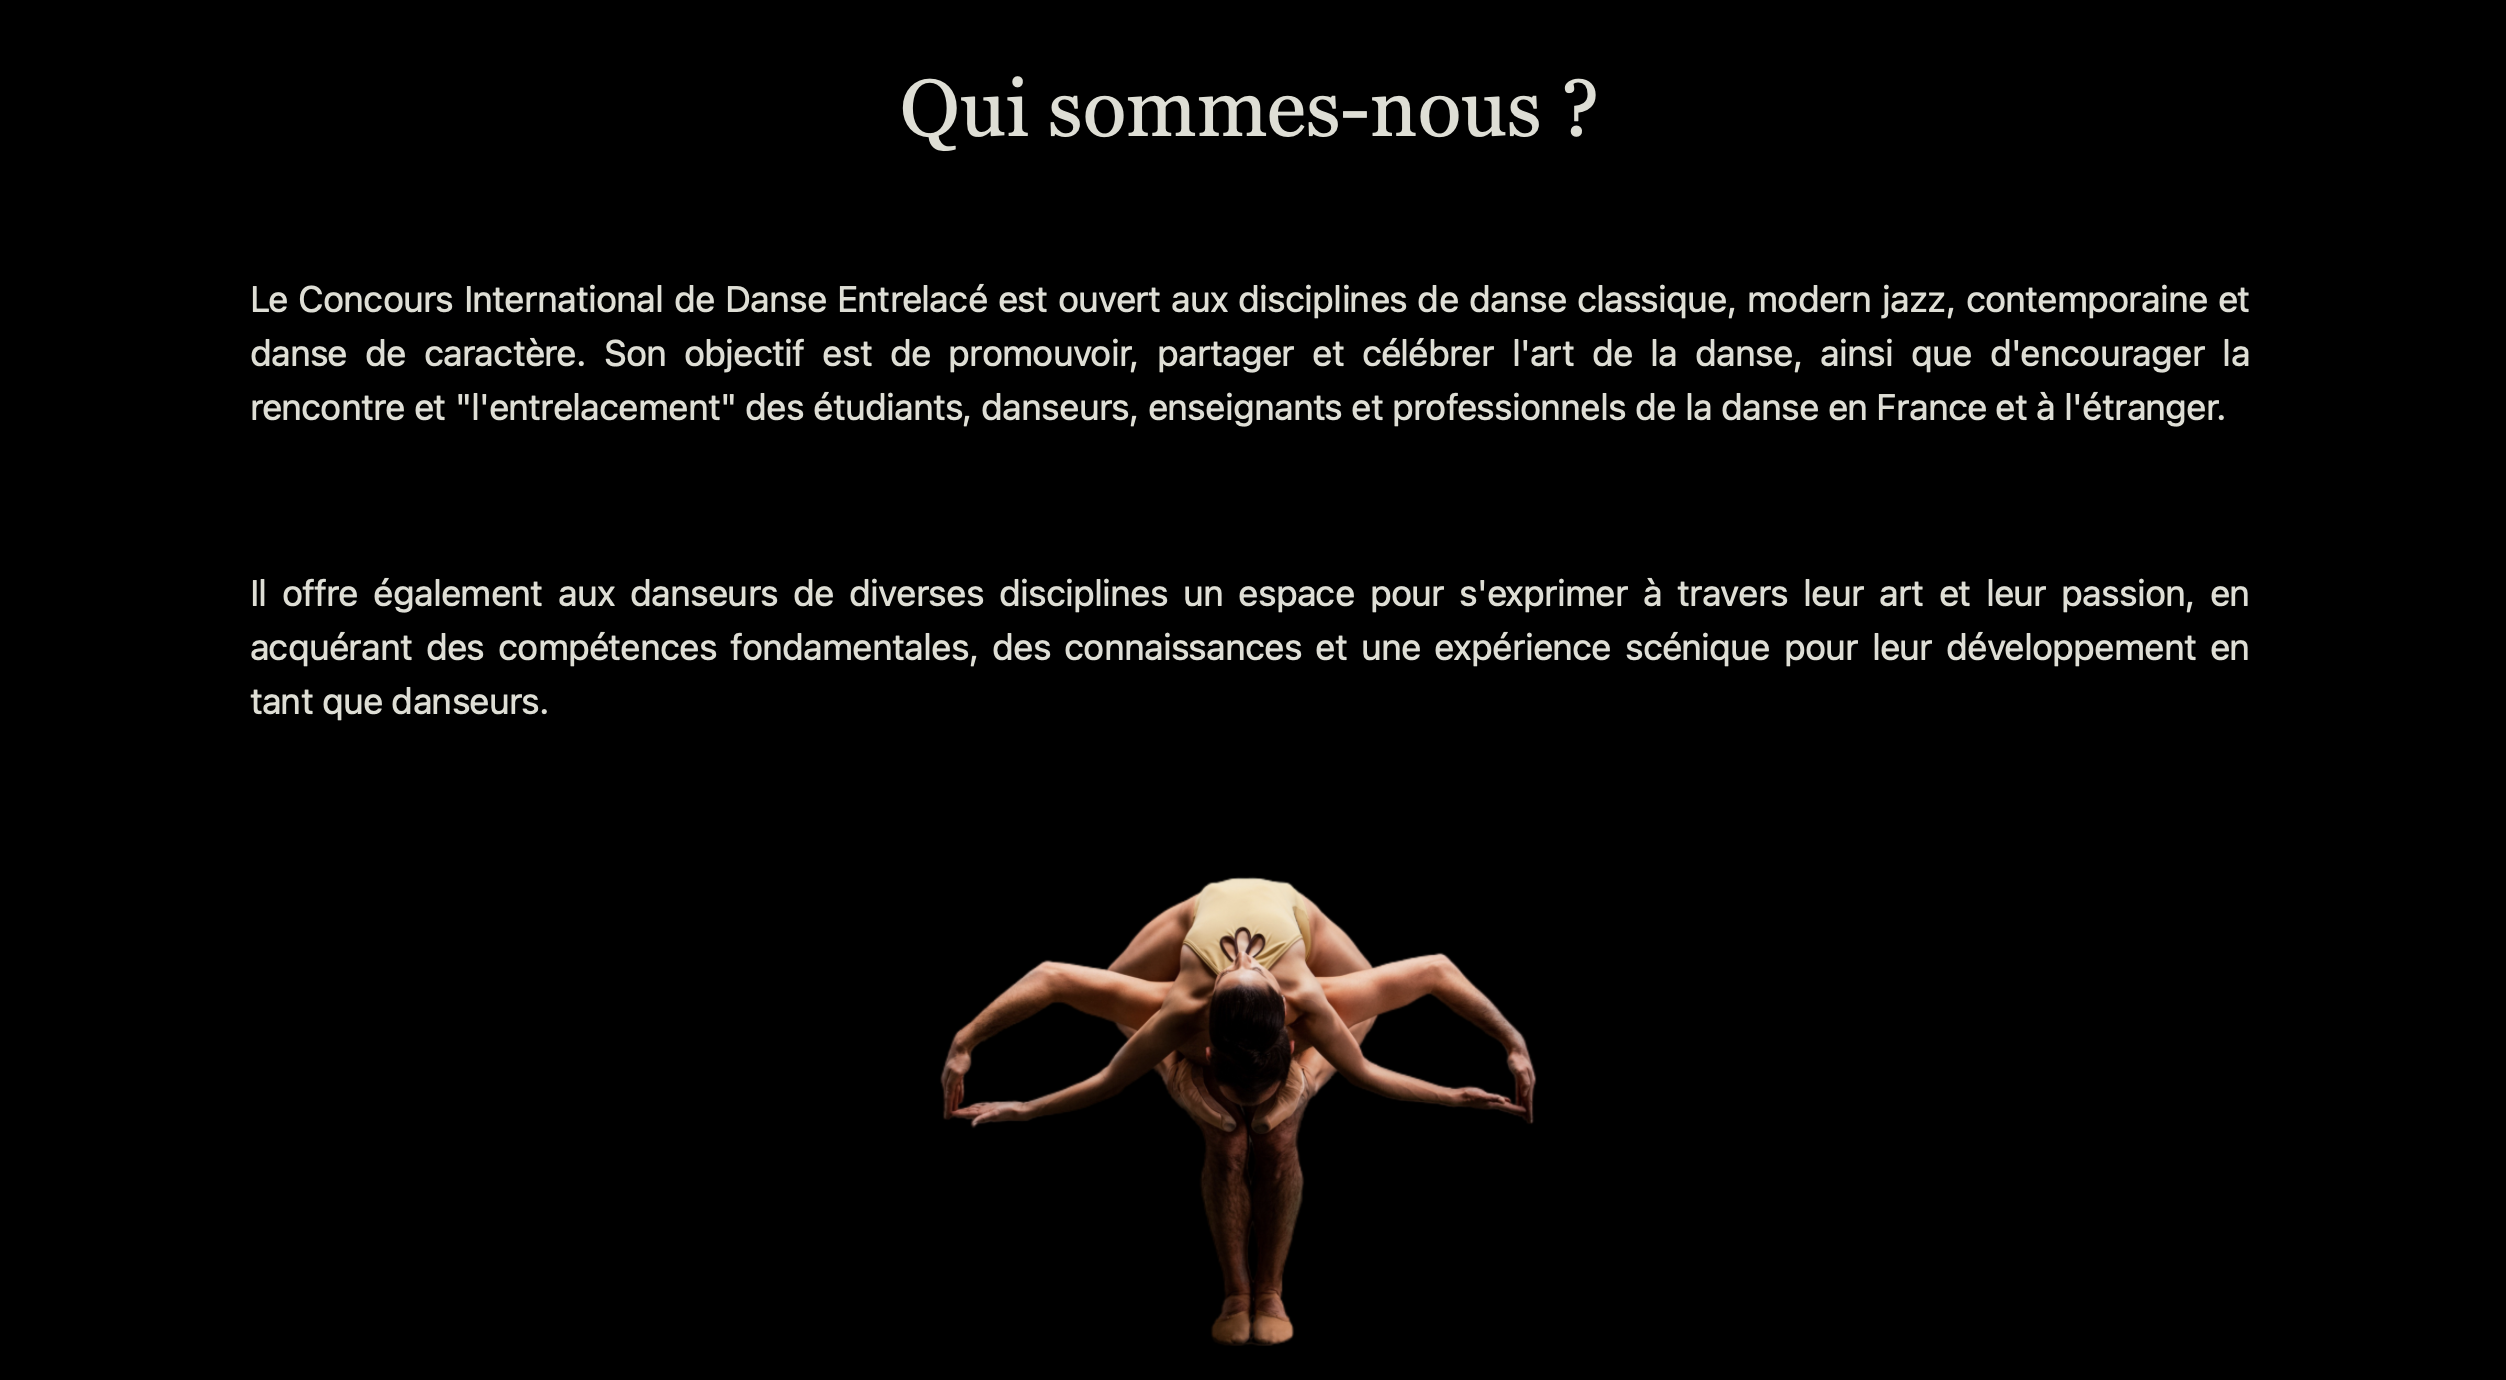 Qui sommes-nous ?
Le Concours International de Danse Entrelacé est ouvert aux disciplines de danse classique, modern jazz, contemporaine et
danse de caractère. Son objectif est de promouvoir, partager et célébrer l'art de la danse, ainsi que d'encourager la
rencontre et "l'entrelacement" des étudiants, danseurs, enseignants et professionnels de la danse en France et à l'étranger.
Il offre également aux danseurs de diverses disciplines un espace pour s'exprimer à travers leur art et leur passion, en
acquérant des compétences fondamentales, des connaissances et une expérience scénique pour leur développement en
tant que danseurs.